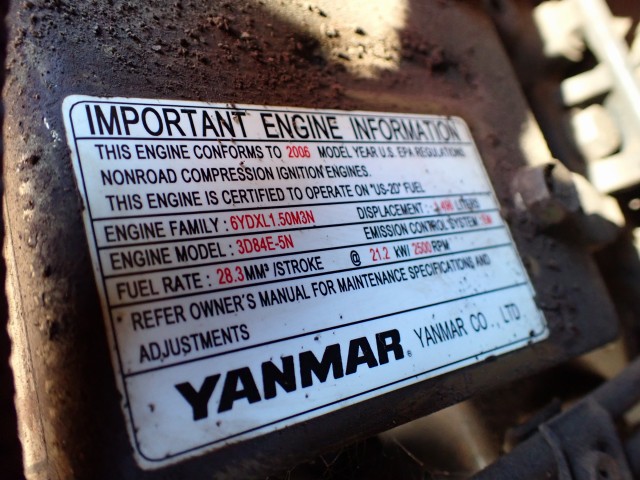 IMPORTANT ENGINE INFORMATION
THIS ENGINE CONFORMS TO 2006 MODEL YEAR U.S. EPA REGULATIONS
NONROAD COMPRESSION IGNITION ENGINES.
THIS ENGINE IS CERTIFIED TO OPERATE ON "US-2D" FUEL
ENGINE FAMILY : 6YDXL1.50M3N DISPLACEMENT : LITERS
ENGINE MODEL : 3D84E-5N EMISSION CONTROL SYSTEM
FUEL RATE : 28.3 MM³ /STROKE @ 21.2 kW/ 2500 RPM
REFER OWNER'S MANUAL FOR MAINTENANCE SPECIFICATIONS AND
ADJUSTMENTS
YANMAR® YANMAR CO., LTD